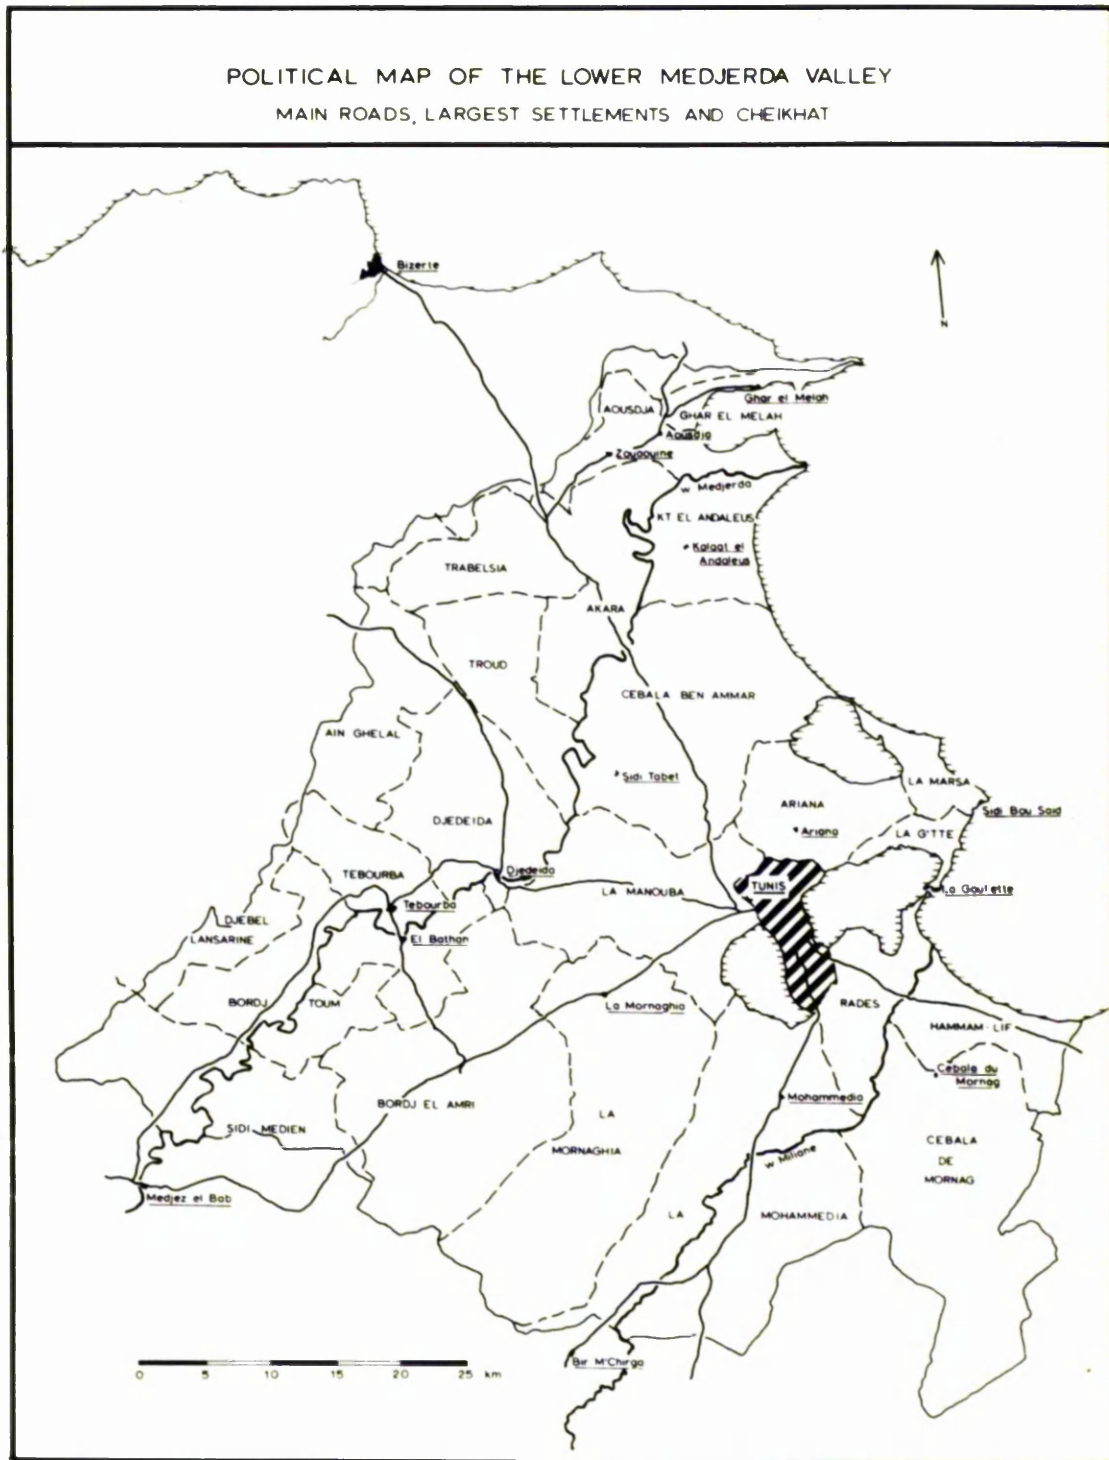 POLITICAL MAP OF THE LOWER MEDJERDA VALLEY
MAIN ROADS, LARGEST SETTLEMENTS AND CHEIKHAT
Bizerte
N
Ghar el Melah
AOUSDJA
GHAR EL MELAH
Aousdja
Zouaouine
W Medjerda
KT EL ANDALEUS
Kalaat el
Andaleus
TRABELSIA
AKARA
TROUD
CEBALA BEN AMMAR
AIN GHELAL
Sidi Tabet
LA MARSA
ARIANA
Sidi Bou Said
DJEDEIDA
Ariana
LA G'TTE
TEBOURBA
Djedeida
LA MANOUBA
TUNIS
La Goulette
Tebourba
DJEBEL
LANSARINE
El Bathan
BORDJ
TOUM
La Mornaghia
RADES
HAMMAM-LIF
Cebala du
Mornag
BORDJ EL AMRI
Mohammedia
LA
MORNAGHIA
SIDI MEDIEN
CEBALA
DE
MORNAG
W Miliane
Medjez el Bab
LA
MOHAMMEDIA
Bir M'Chirga
0 5 10 15 20 25 km